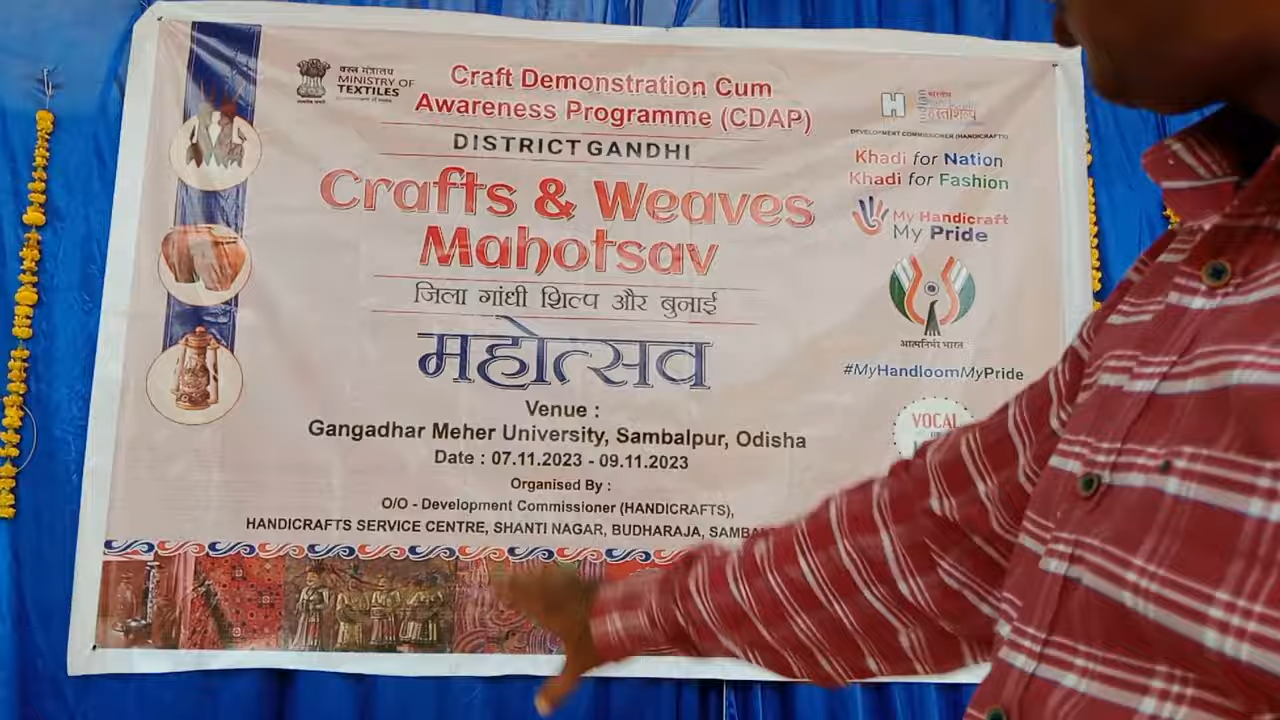 वस्त्र मंत्रालय
MINISTRY OF
TEXTILES
Craft Demonstration Cum
Awareness Programme (CDAP)
DISTRICT GANDHI
Crafts & Weaves
Mahotsav
जिला गांधी शिल्प और बुनाई
महोत्सव
Venue :
Gangadhar Meher University, Sambalpur, Odisha
Date : 07.11.2023 - 09.11.2023
Organised By :
O/O - Development Commissioner (HANDICRAFTS),
HANDICRAFTS SERVICE CENTRE, SHANTI NAGAR, BUDHARAJA,
H
DEVELOPMENT COMMISSIONER (HANDICRAFTS)
Khadi for Nation
Khadi for Fashion
My Handicraft
My Pride
आत्मनिर्भर भारत
#MyHandloomMyPride
VOCAL